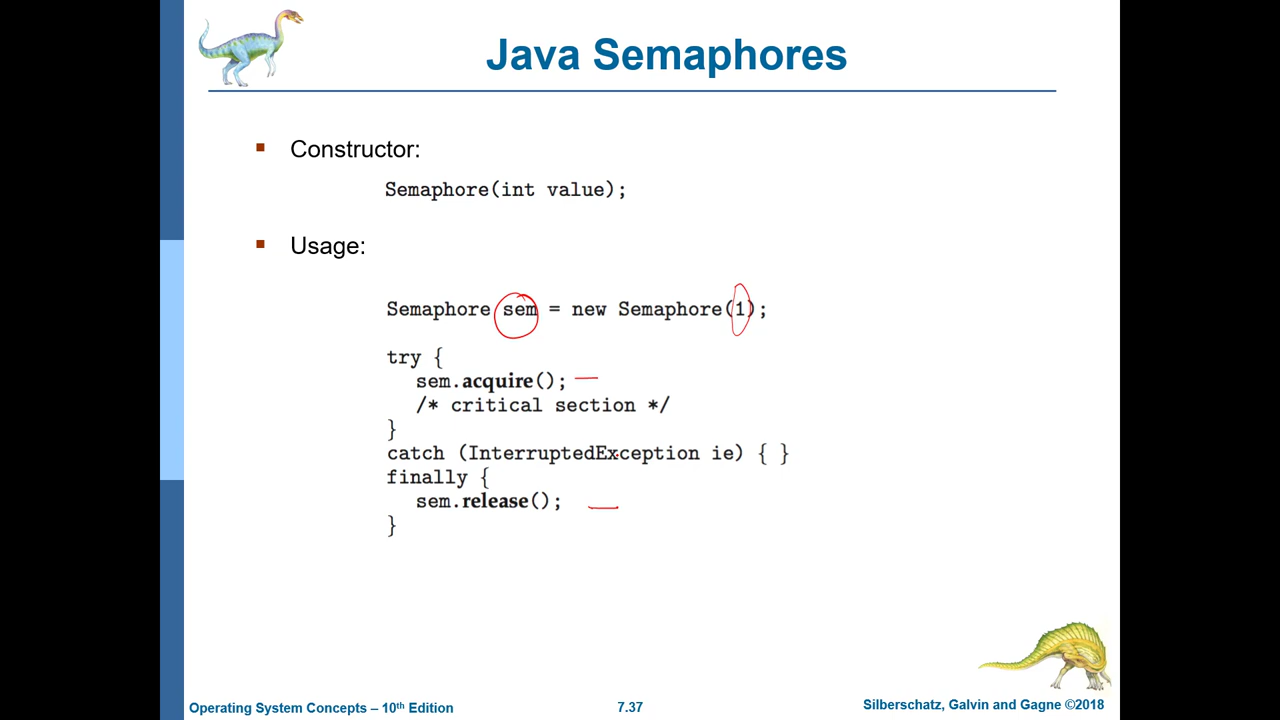 Java Semaphores
Constructor:
Semaphore(int value);
Usage:
Semaphore sem = new Semaphore(1);
try {
sem.acquire();
/* critical section */
}
catch (InterruptedException ie) { }
finally {
sem.release();
}
Operating System Concepts – 10th Edition
7.37
Silberschatz, Galvin and Gagne ©2018